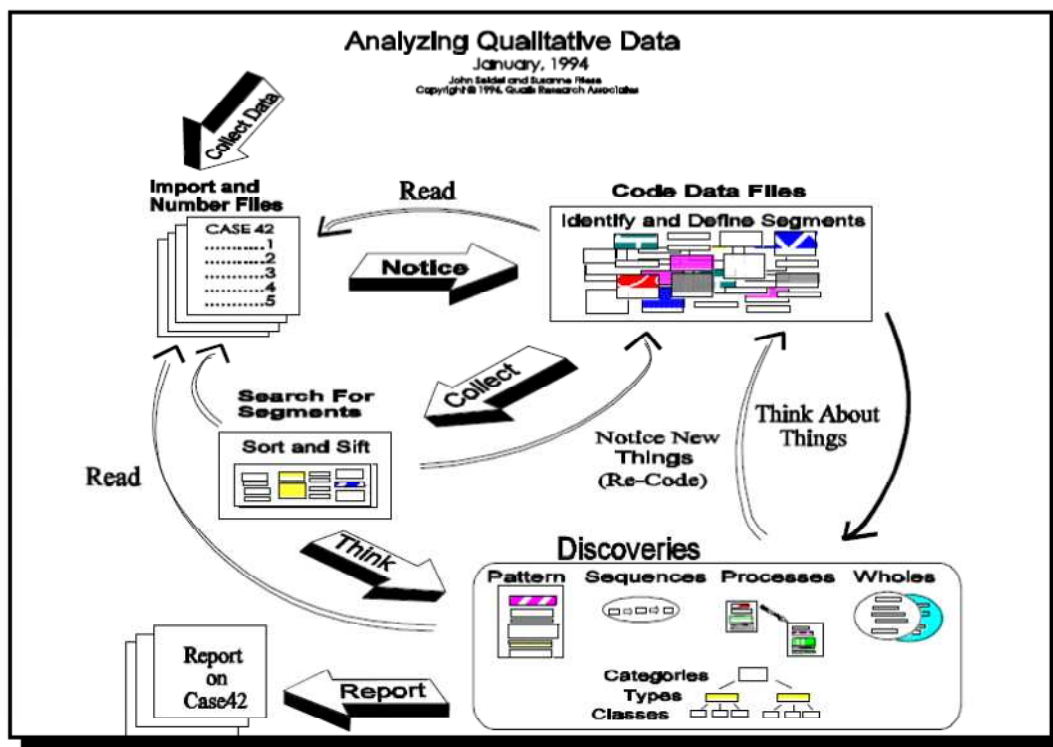 Analyzing Qualitative Data
January, 1994
John Seidel and Susanne Friese
Copyright © 1994, Qualis Research Associates
Collect Data
Import and
Number Files
CASE 42
...........1
...........2
...........3
...........4
...........5
Read
Notice
Code Data Files
Identify and Define Segments
Collect
Search For
Segments
Sort and Sift
Read
Notice New
Things
(Re-Code)
Think About
Things
Think
Discoveries
Pattern Sequences Processes Wholes
Categories
Types
Classes
Report
Report
on
Case42